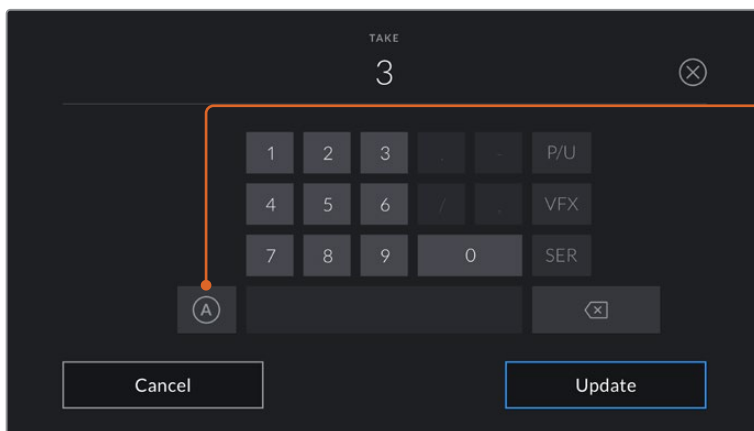 TAKE
3
1 2 3 . - P/U
4 5 6 / , VFX
7 8 9 0 SER
A
Cancel Update